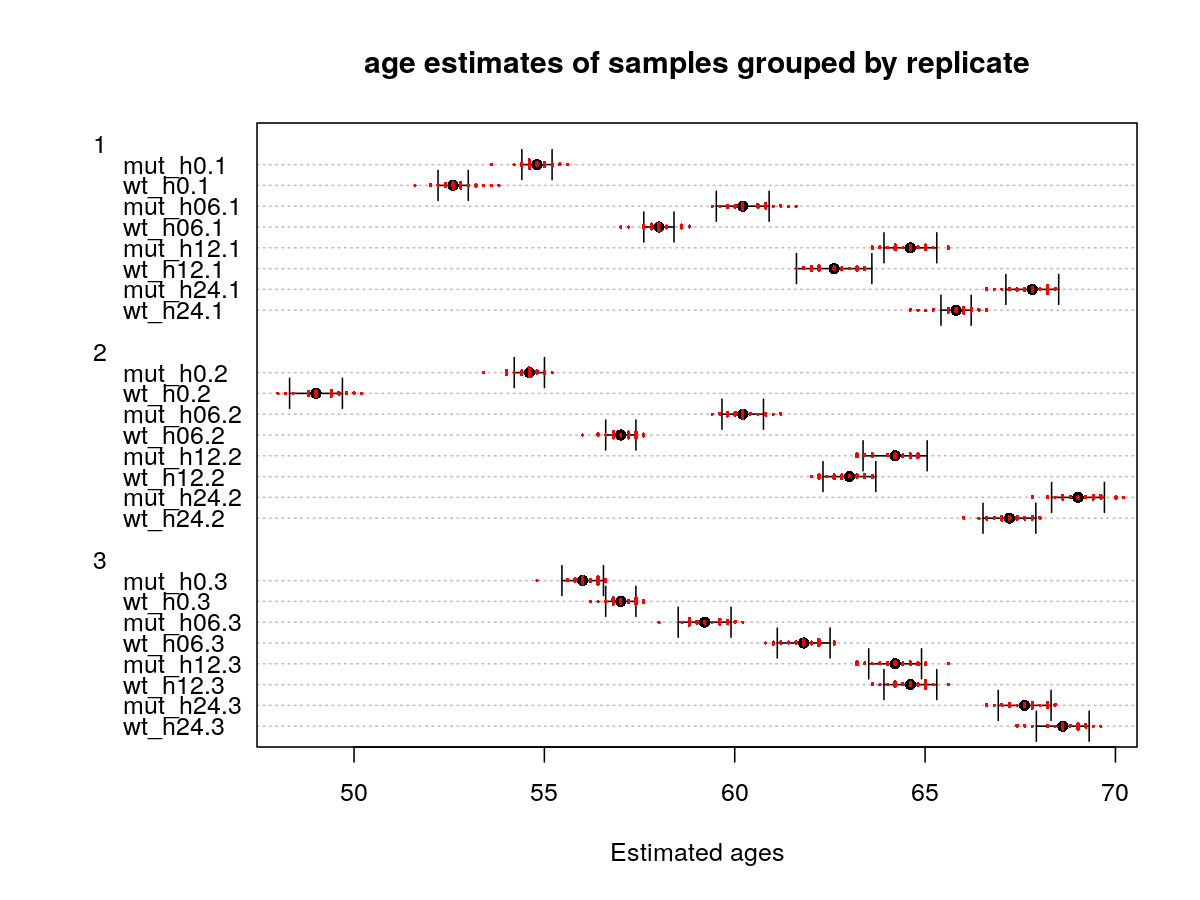 age estimates of samples grouped by replicate
1
mut_h0.1
wt_h0.1
mut_h06.1
wt_h06.1
mut_h12.1
wt_h12.1
mut_h24.1
wt_h24.1
2
mut_h0.2
wt_h0.2
mut_h06.2
wt_h06.2
mut_h12.2
wt_h12.2
mut_h24.2
wt_h24.2
3
mut_h0.3
wt_h0.3
mut_h06.3
wt_h06.3
mut_h12.3
wt_h12.3
mut_h24.3
wt_h24.3
50 55 60 65 70
Estimated ages